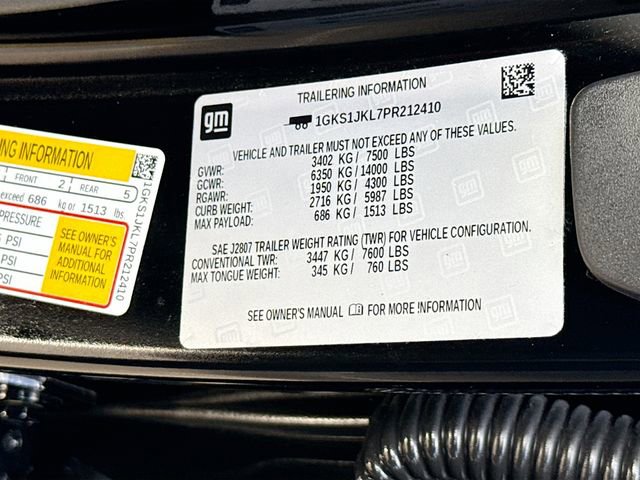 TRAILERING INFORMATION
gm
1GKS1JKL7PR212410
VEHICLE AND TRAILER MUST NOT EXCEED ANY OF THESE VALUES.
GVWR: 3402 KG / 7500 LBS
GCWR: 6350 KG / 14000 LBS
RGAWR: 1950 KG / 4300 LBS
CURB WEIGHT: 2716 KG / 5987 LBS
MAX PAYLOAD: 686 KG / 1513 LBS
SAE J2807 TRAILER WEIGHT RATING (TWR) FOR VEHICLE CONFIGURATION.
CONVENTIONAL TWR: 3447 KG / 7600 LBS
MAX TONGUE WEIGHT: 345 KG / 760 LBS
SEE OWNER'S MANUAL FOR MORE INFORMATION
NG INFORMATION
FRONT 2 REAR 5
exceed 686 kg or 1513 lbs.
PRESSURE
PSI
PSI
PSI
SEE OWNER'S
MANUAL FOR
ADDITIONAL
INFORMATION
1GKS1JKL7PR212410